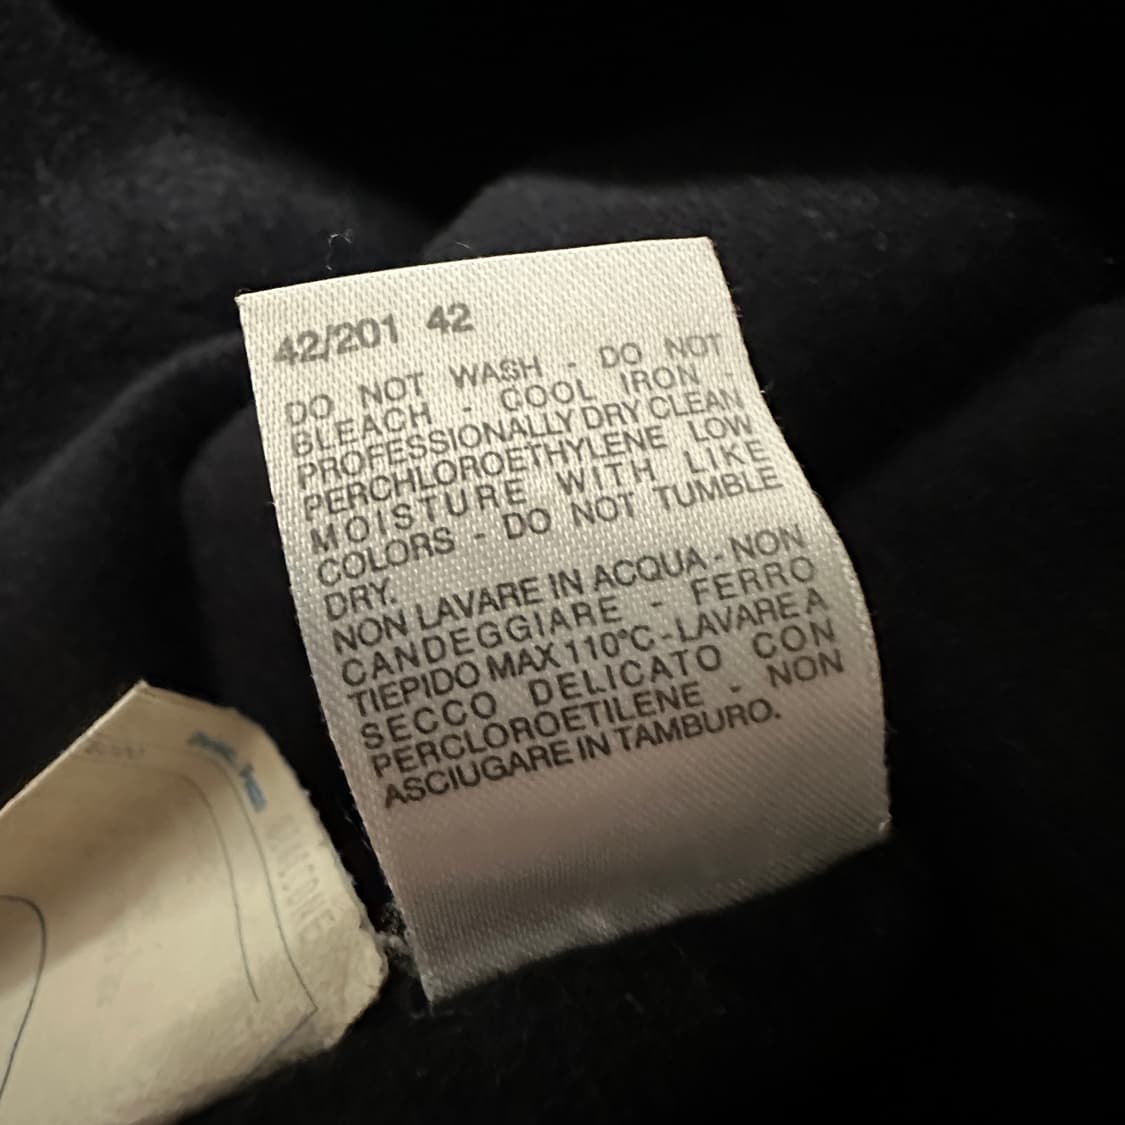 42/201 42
DO NOT WASH - DO NOT
BLEACH - COOL IRON -
PROFESSIONALLY DRY CLEAN
PERCHLOROETHYLENE LOW
MOISTURE WITH LIKE
COLORS - DO NOT TUMBLE
DRY.
NON LAVARE IN ACQUA - NON
CANDEGGIARE - FERRO
TIEPIDO MAX 110°C - LAVARE A
SECCO DELICATO CON
PERCLOROETILENE - NON
ASCIUGARE IN TAMBURO.